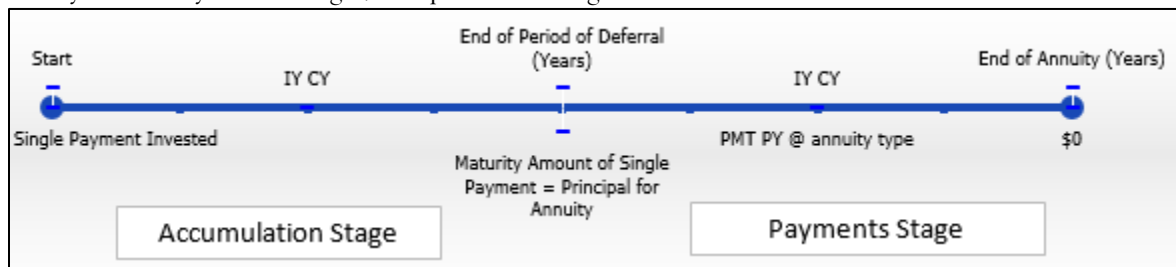 End of Period of Deferral
(Years)
Start
End of Annuity (Years)
IY CY
IY CY
Single Payment Invested
PMT PY @ annuity type
$0
Maturity Amount of Single
Payment = Principal for
Annuity
Accumulation Stage
Payments Stage